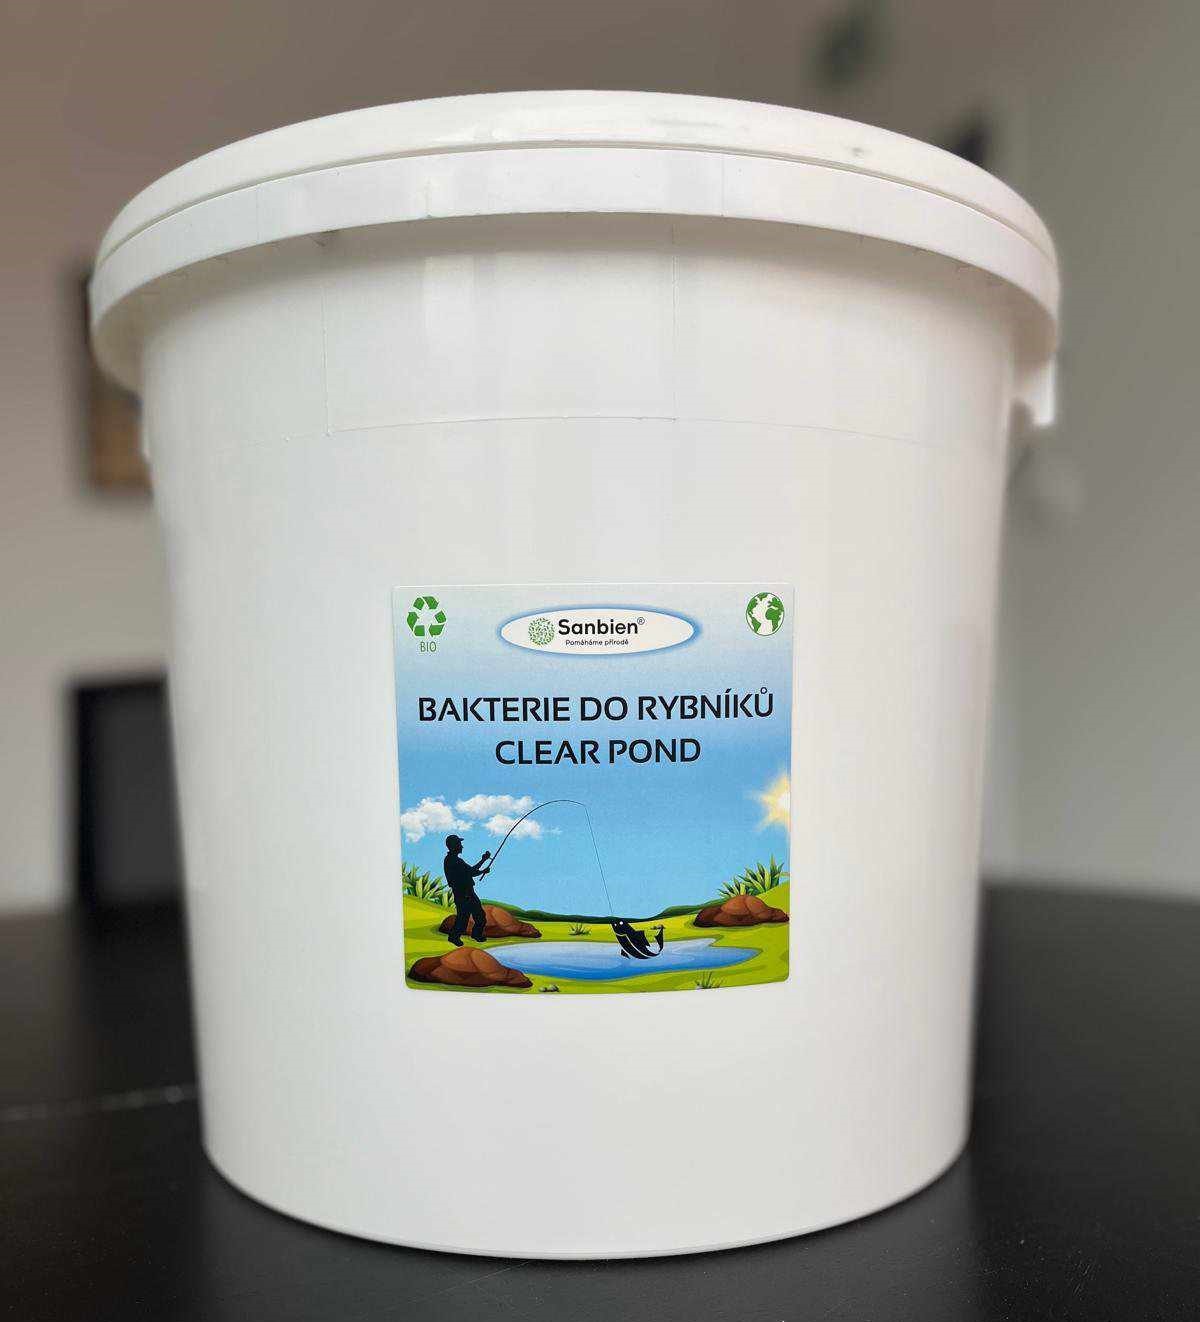 Sanbien®
Pomáháme přírodě
BIO
BAKTERIE DO RYBNÍKŮ
CLEAR POND